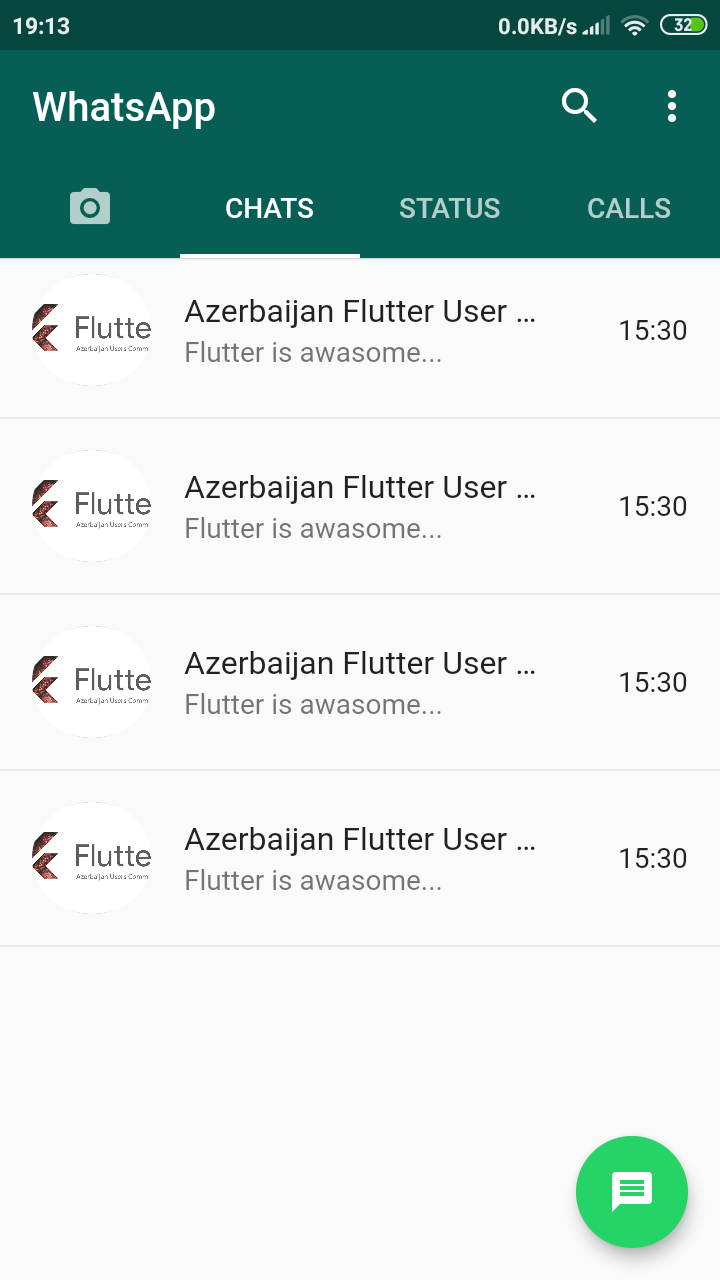 19:13 0.0KB/s 32
WhatsApp
CHATS STATUS CALLS
Flutte
Azerbaijan Users Comm
Azerbaijan Flutter User ...
Flutter is awasome...
15:30
Flutte
Azerbaijan Users Comm
Azerbaijan Flutter User ...
Flutter is awasome...
15:30
Flutte
Azerbaijan Users Comm
Azerbaijan Flutter User ...
Flutter is awasome...
15:30
Flutte
Azerbaijan Users Comm
Azerbaijan Flutter User ...
Flutter is awasome...
15:30